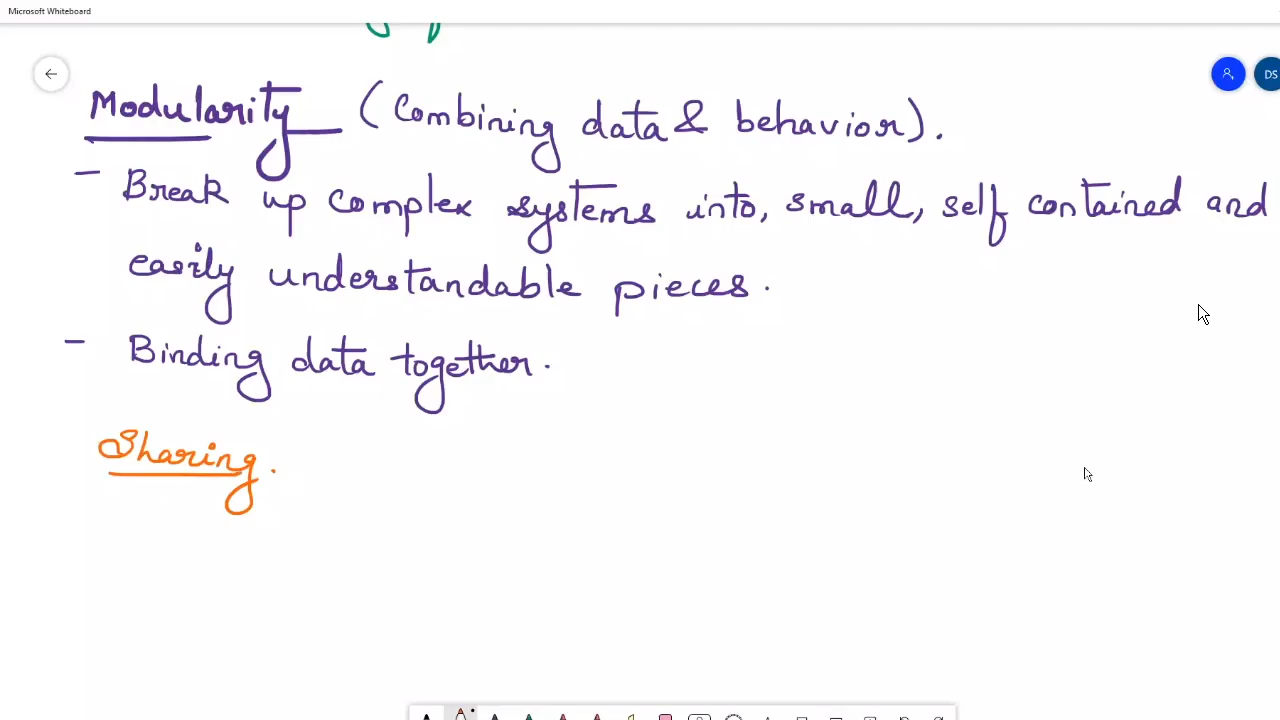 Microsoft Whiteboard
DS
Modularity (Combining data & behavior).
- Break up complex systems into, small, self contained and
easily understandable pieces.
- Binding data together.
Sharing.